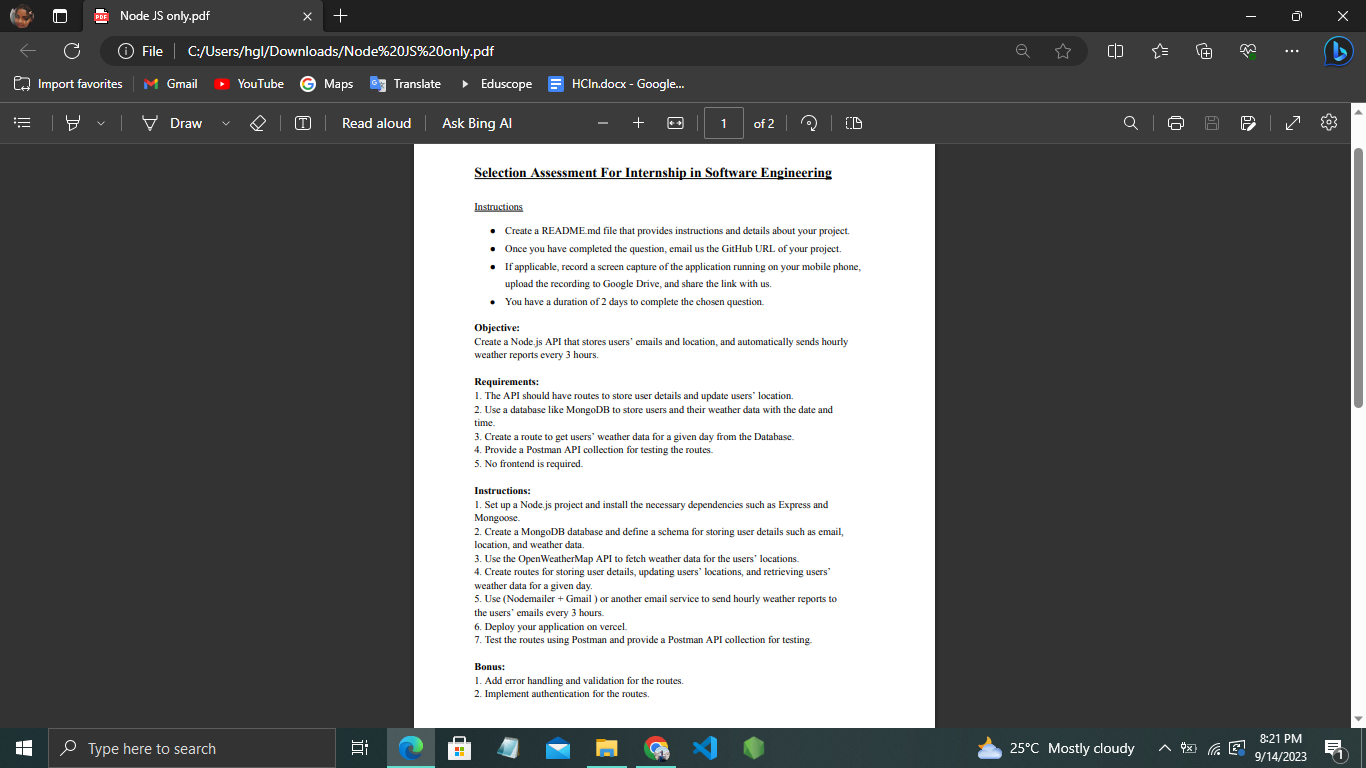 Node JS only.pdf
File
C:/Users/hgl/Downloads/Node%20JS%20only.pdf
Import favorites
Gmail
YouTube
Maps
Translate
Eduscope
HCIn.docx - Google...
Draw
Read aloud
Ask Bing AI
1
of 2
Selection Assessment For Internship in Software Engineering
Instructions
● Create a README.md file that provides instructions and details about your project.
● Once you have completed the question, email us the GitHub URL of your project.
● If applicable, record a screen capture of the application running on your mobile phone,
upload the recording to Google Drive, and share the link with us.
● You have a duration of 2 days to complete the chosen question.
Objective:
Create a Node.js API that stores users’ emails and location, and automatically sends hourly
weather reports every 3 hours.
Requirements:
1. The API should have routes to store user details and update users’ location.
2. Use a database like MongoDB to store users and their weather data with the date and
time.
3. Create a route to get users’ weather data for a given day from the Database.
4. Provide a Postman API collection for testing the routes.
5. No frontend is required.
Instructions:
1. Set up a Node.js project and install the necessary dependencies such as Express and
Mongoose.
2. Create a MongoDB database and define a schema for storing user details such as email,
location, and weather data.
3. Use the OpenWeatherMap API to fetch weather data for the users’ locations.
4. Create routes for storing user details, updating users’ locations, and retrieving users’
weather data for a given day.
5. Use (Nodemailer + Gmail ) or another email service to send hourly weather reports to
the users’ emails every 3 hours.
6. Deploy your application on vercel.
7. Test the routes using Postman and provide a Postman API collection for testing.
Bonus:
1. Add error handling and validation for the routes.
2. Implement authentication for the routes.
Type here to search
25°C Mostly cloudy
8:21 PM
9/14/2023
1